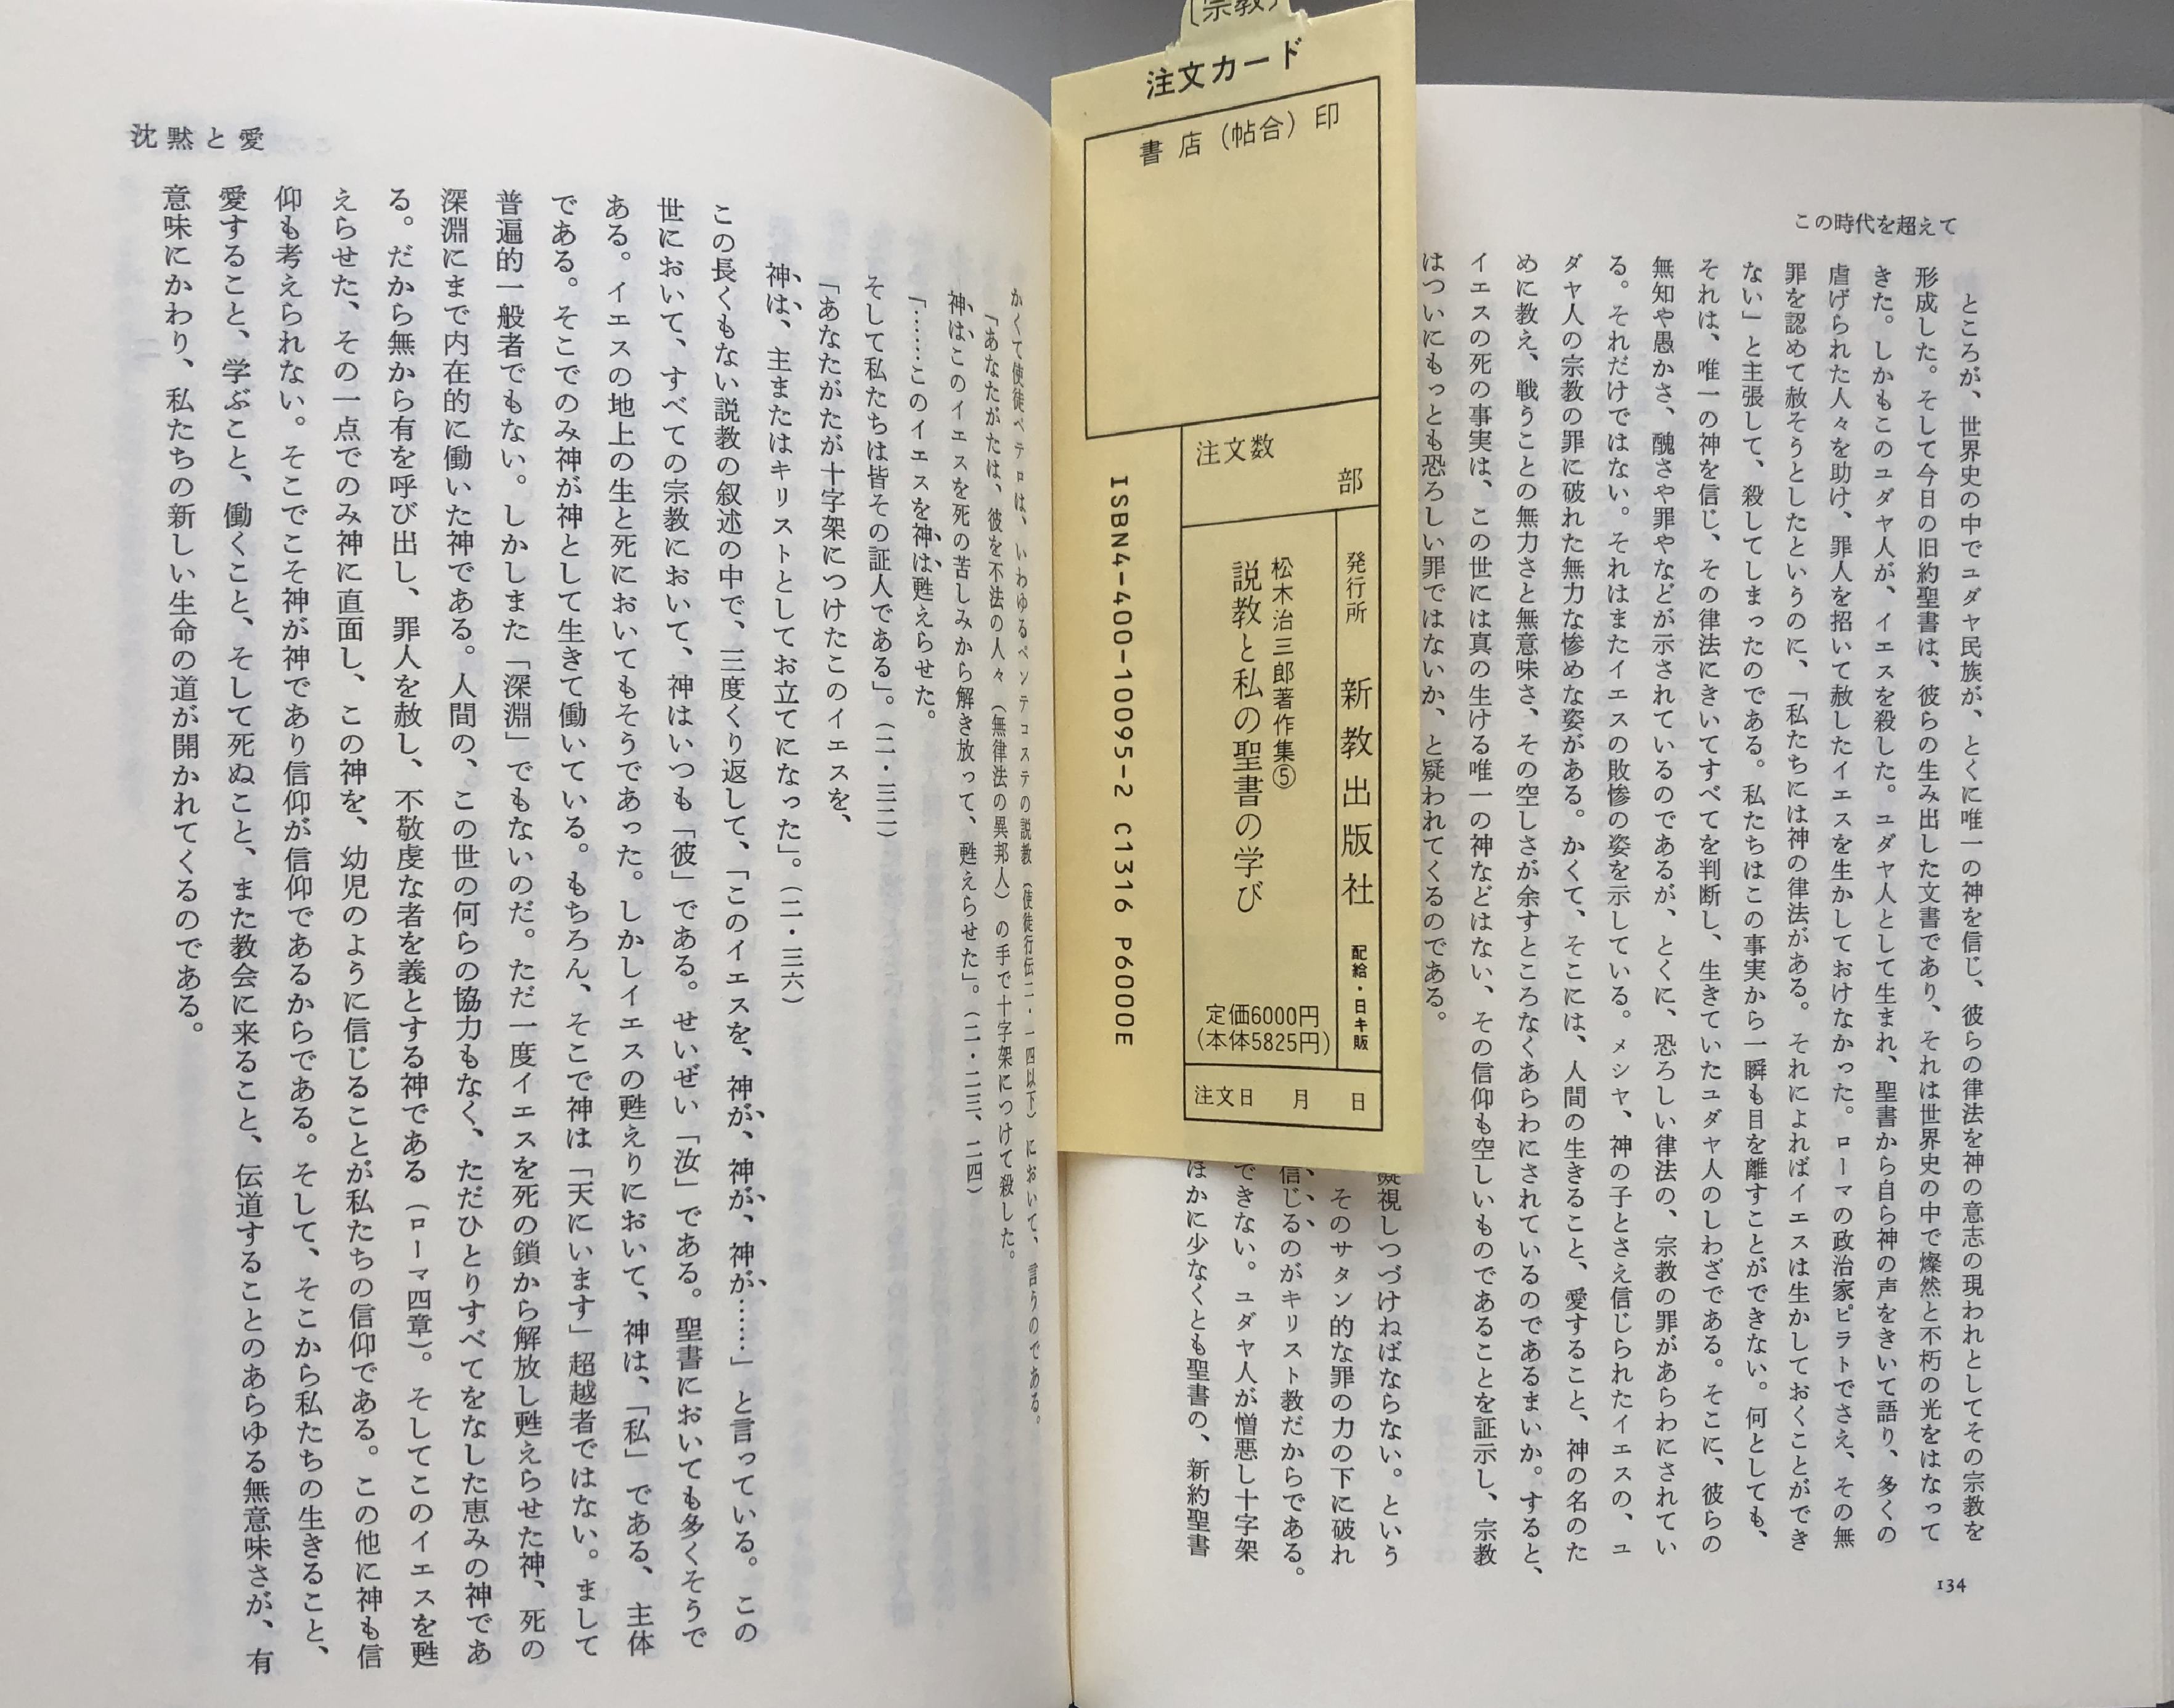 この時代を超えて
ところが、世界史の中でユダヤ民族が、とくに唯一の神を信じ、彼らの律法を神の意志の現われとしてその宗教を
形成した。そして今日の旧約聖書は、彼らの生み出した文書であり、それは世界史の中で燦然と不朽の光をはなって
きた。しかもこのユダヤ人が、イエスを殺した。ユダヤ人として生まれ、聖書から自ら神の声をきいて語り、多くの
虐げられた人々を助け、罪人を招いて赦したイエスを生かしておけなかった。ローマの政治家ピラトでさえ、その無
罪を認めて赦そうとしたというのに、「私たちには神の律法がある。それによればイエスは生かしておくことができ
ない」と主張して、殺してしまったのである。私たちはこの事実から一瞬も目を離すことができない。何としても、
それは、唯一の神を信じ、その律法にきいてすべてを判断し、生きていたユダヤ人のしわざである。そこに、彼らの
無知や愚かさ、醜さや罪やなどが示されているのであるが、とくに、恐ろしい律法の、宗教の罪があらわにされてい
る。それだけではない。それはまたイエスの敗惨の姿を示している。メシヤ、神の子とさえ信じられたイエスの、ユ
ダヤ人の宗教の罪に破れた無力な惨めな姿がある。かくて、そこには、人間の生きること、愛すること、神の名のた
めに教え、戦うことの無力さと無意味さ、その空しさが余すところなくあらわにされているのであるまいか。すると、
イエスの死の事実は、この世には真の生ける唯一の神などはない、その信仰も空しいものであることを証示し、宗教
はついにもっとも恐ろしい罪ではないか、と疑われてくるのである。
視しつづけねばならない。という
そのサタン的な罪の力の下に破れ
信じるのがキリスト教だからである。
できない。ユダヤ人が憎悪し十字架
ほかに少なくとも聖書の、新約聖書
134
〔宗教〕
注文カード
書店(帖合)印
注文数
部
発行所 新教出版社 配給・日キ販
松木治三郎著作集⑤
説教と私の聖書の学び
定価6000円
(本体5825円)
注文日 月 日
ISBN4-400-10095-2 C1316 P6000E
沈黙と愛
かくて使徒ペテロは、いわゆるペンテコステの説教(使徒行伝二・一四以下)において、言うのである。
「あなたがたは、彼を不法の人々(無律法の異邦人)の手で十字架につけて殺した。
神は、このイエスを死の苦しみから解き放って、甦えらせた」。(二・二三、二四)
「……このイエスを神は甦えらせた。
そして私たちは皆その証人である」。(二・三二)
「あなたがたが十字架につけたこのイエスを、
神は、主またはキリストとしてお立てになった」。(二・三六)
この長くもない説教の叙述の中で、三度くり返して、「このイエスを、神が、神が、神が……」と言っている。この
世において、すべての宗教において、神はいつも「彼」である。せいぜい「汝」である。聖書においても多くそうで
ある。イエスの地上の生と死においてもそうであった。しかしイエスの甦えりにおいて、神は、「私」である、主体
である。そこでのみ神が神として生きて働いている。もちろん、そこで神は「天にいます」超越者ではない。まして
普遍的一般者でもない。しかしまた「深淵」でもないのだ。ただ一度イエスを死の鎖から解放し甦えらせた神、死の
深淵にまで内在的に働いた神である。人間の、この世の何らの協力もなく、ただひとりすべてをなした恵みの神であ
る。だから無から有を呼び出し、罪人を赦し、不敬虔な者を義とする神である(ローマ四章)。そしてこのイエスを甦
えらせた、その一点でのみ神に直面し、この神を、幼児のように信じることが私たちの信仰である。この他に神も信
仰も考えられない。そこでこそ神が神であり信仰が信仰であるからである。そして、そこから私たちの生きること、
愛すること、学ぶこと、働くこと、そして死ぬこと、また教会に来ること、伝道することのあらゆる無意味さが、有
意味にかわり、私たちの新しい生命の道が開かれてくるのである。